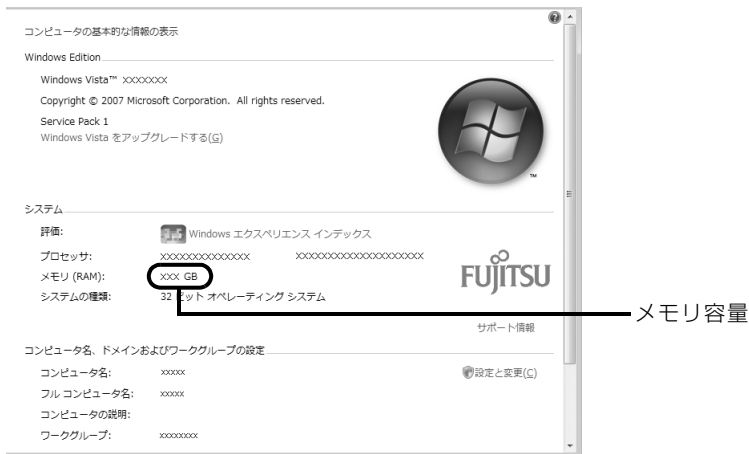 コンピュータの基本的な情報の表示
Windows Edition
Windows Vista™ xxxxxxx
Copyright © 2007 Microsoft Corporation. All rights reserved.
Service Pack 1
Windows Vista をアップグレードする(G)
TM
システム
評価: Windows エクスペリエンス インデックス
プロセッサ: xxxxxxxxxxxxxx xxxxxxxxxxxxxxxxxxxx
メモリ (RAM): xxx GB
システムの種類: 32 ビット オペレーティング システム
FUJITSU
メモリ容量
サポート情報
コンピュータ名、ドメインおよびワークグループの設定
コンピュータ名: xxxxx 設定と変更(C)
フル コンピュータ名: xxxxx
コンピュータの説明:
ワークグループ: xxxxxxxx